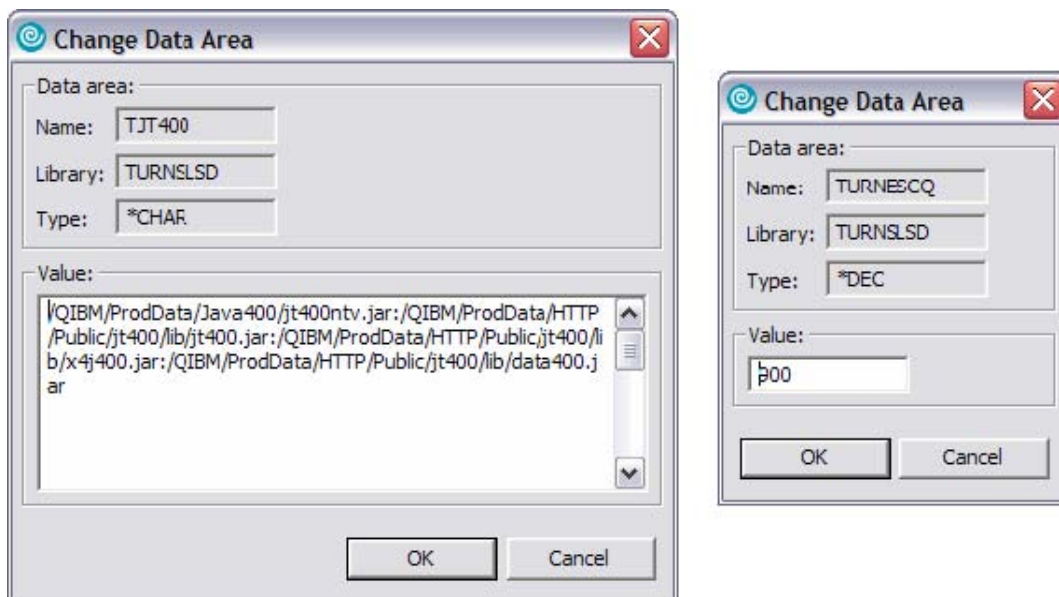 Change Data Area
Data area:
Name: TJT400
Library: TURNSLSD
Type: *CHAR
Value:
/QIBM/ProdData/Java400/jt400ntv.jar:/QIBM/ProdData/HTTP
/Public/jt400/lib/jt400.jar:/QIBM/ProdData/HTTP/Public/jt400/li
b/x4j400.jar:/QIBM/ProdData/HTTP/Public/jt400/lib/data400.j
ar
OK Cancel
Change Data Area
Data area:
Name: TURNESCQ
Library: TURNSLSD
Type: *DEC
Value:
OK Cancel